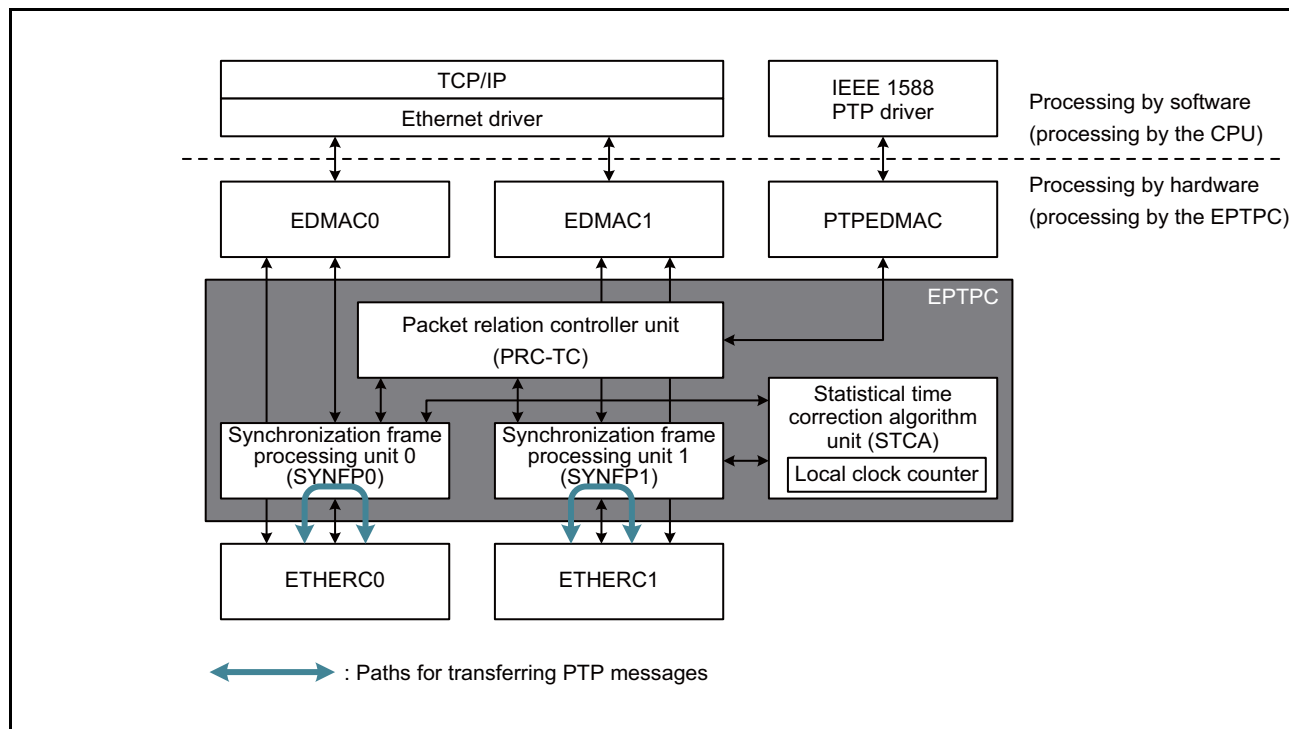 TCP/IP
Ethernet driver
IEEE 1588
PTP driver
Processing by software
(processing by the CPU)
Processing by hardware
(processing by the EPTPC)
EDMAC0
EDMAC1
PTPEDMAC
EPTPC
Packet relation controller unit
(PRC-TC)
Synchronization frame
processing unit 0
(SYNFP0)
Synchronization frame
processing unit 1
(SYNFP1)
Statistical time
correction algorithm
unit (STCA)
Local clock counter
ETHERC0
ETHERC1
: Paths for transferring PTP messages